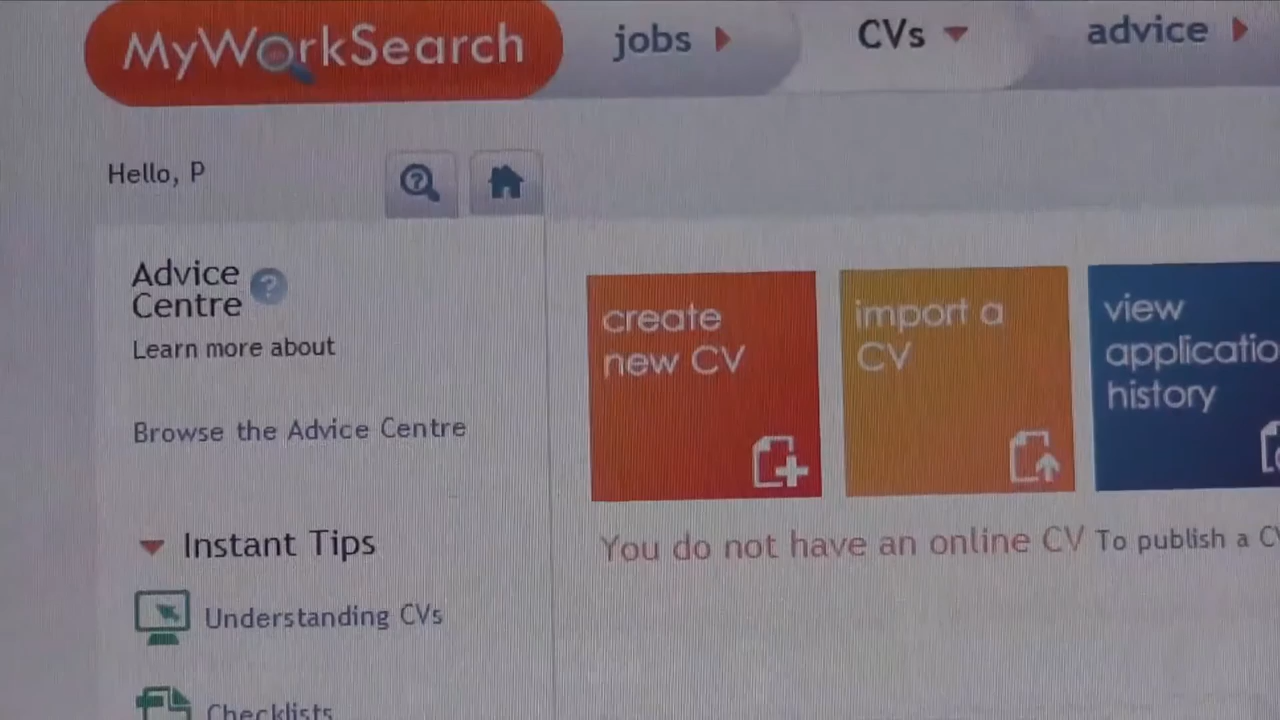 MyWorkSearch
jobs
CVs
advice
Hello, P
Advice
Centre
Learn more about
Browse the Advice Centre
Instant Tips
Understanding CVs
Checklists
create
new CV
import a
CV
view
applicatio
history
You do not have an online CV To publish a CV